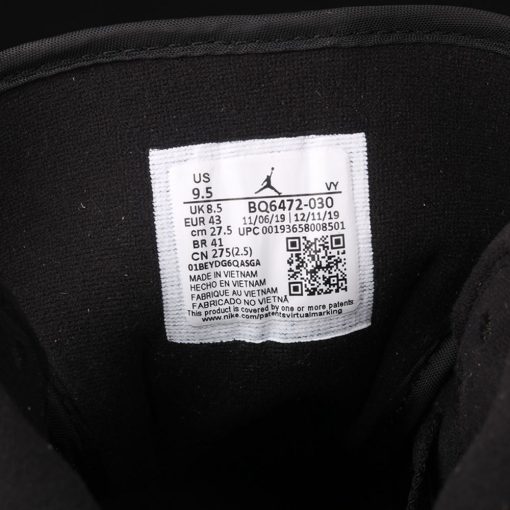 US
9.5
VY
UK 8.5 BQ6472-030
EUR 43 11/06/19 | 12/11/19
cm 27.5 UPC 00193658008501
BR 41
CN 275(2.5)
01BEYDG6QASGA
MADE IN VIETNAM
HECHO EN VIETNAM
FABRIQUE AU VIETNAM
FABRICADO NO VIETNÃ
This product is covered by one or more patents
www.nike.com/patentsvirtualmarking